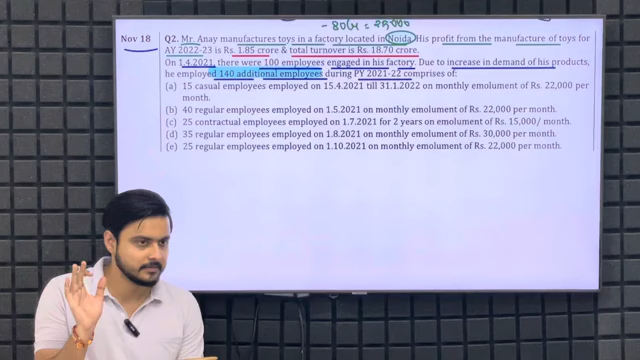 - 80JJAA = 25,000
Nov 18
Q2. Mr. Anay manufactures toys in a factory located in Noida. His profit from the manufacture of toys for
AY 2022-23 is Rs. 1.85 crore & total turnover is Rs. 18.70 crore.
On 1.4.2021, there were 100 employees engaged in his factory. Due to increase in demand of his products,
he employed 140 additional employees during PY 2021-22 comprises of:
(a) 15 casual employees employed on 15.4.2021 till 31.1.2022 on monthly emolument of Rs. 22,000 per
month.
(b) 40 regular employees employed on 1.5.2021 on monthly emolument of Rs. 22,000 per month.
(c) 25 contractual employees employed on 1.7.2021 for 2 years on emolument of Rs. 15,000/ month.
(d) 35 regular employees employed on 1.8.2021 on monthly emolument of Rs. 30,000 per month.
(e) 25 regular employees employed on 1.10.2021 on monthly emolument of Rs. 22,000 per month.